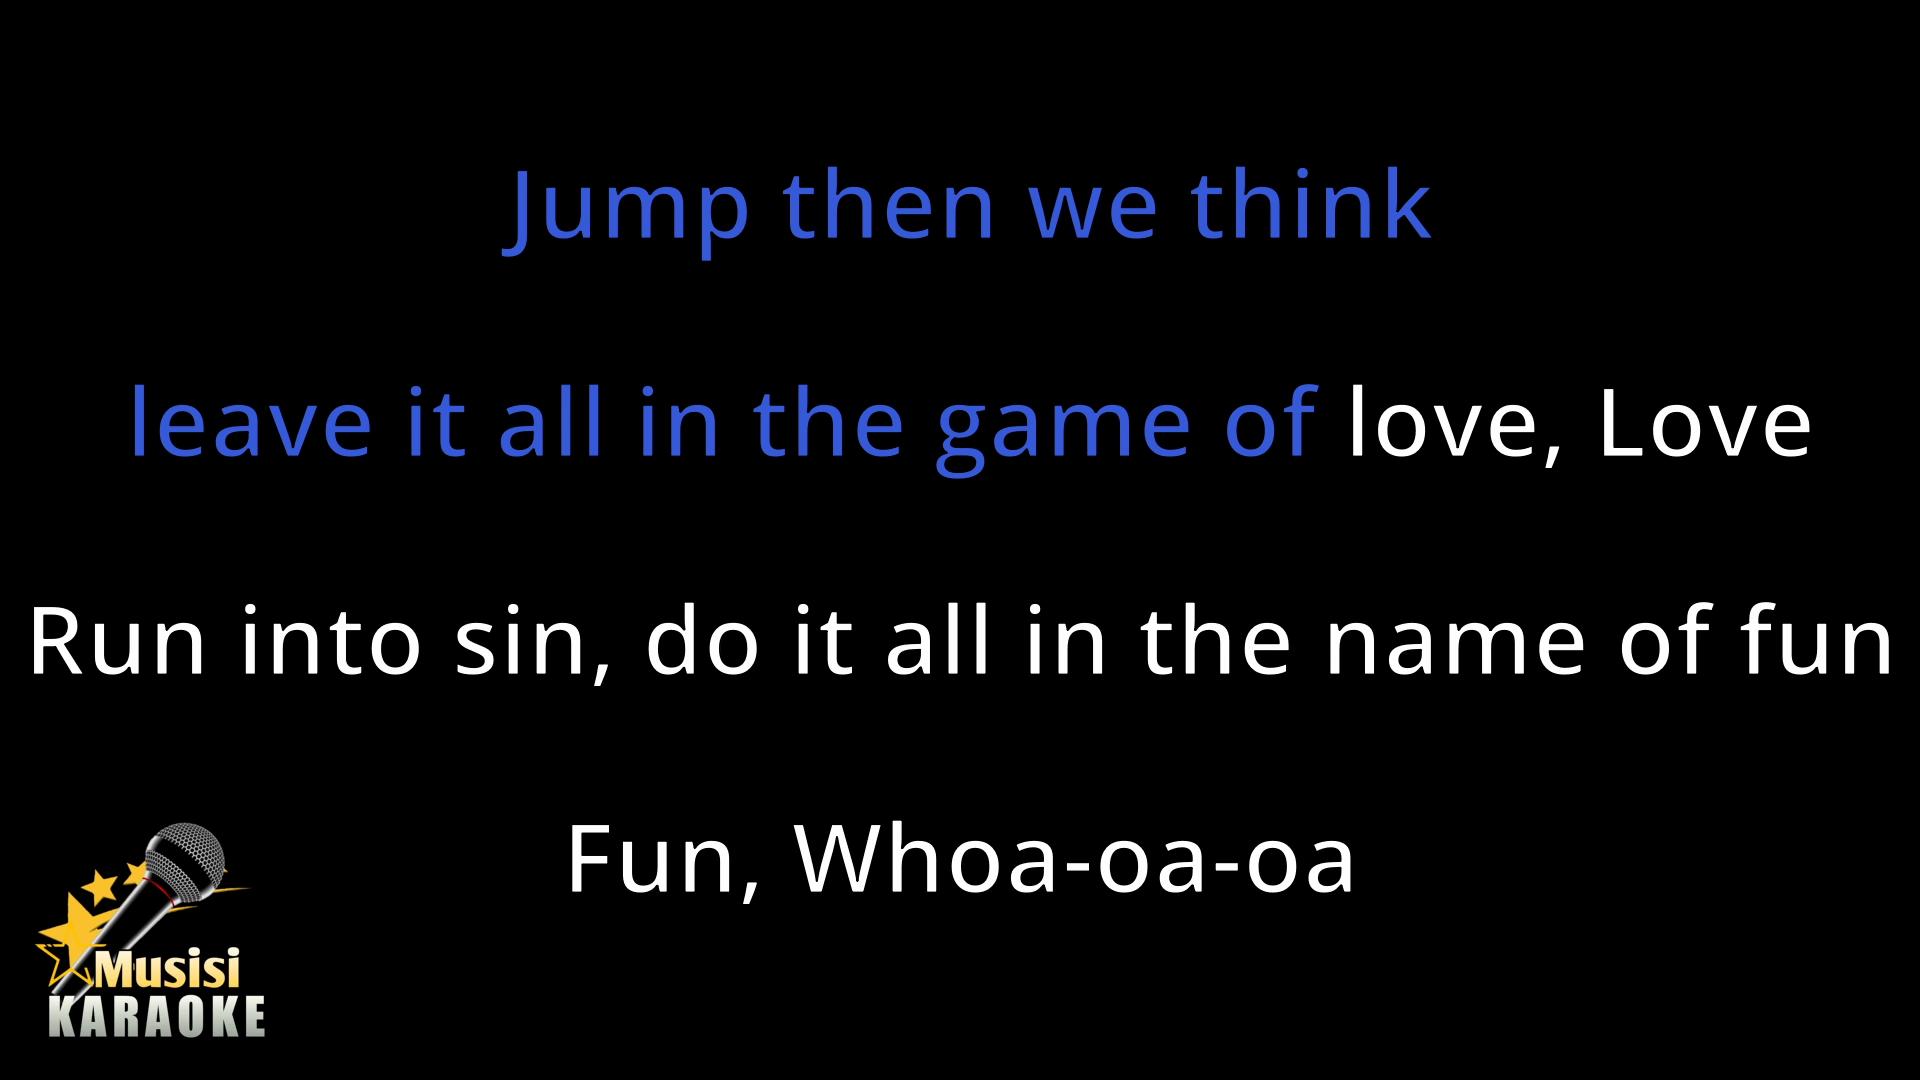 Jump then we think
leave it all in the game of love, Love
Run into sin, do it all in the name of fun
Fun, Whoa-oa-oa
Musisi
KARAOKE